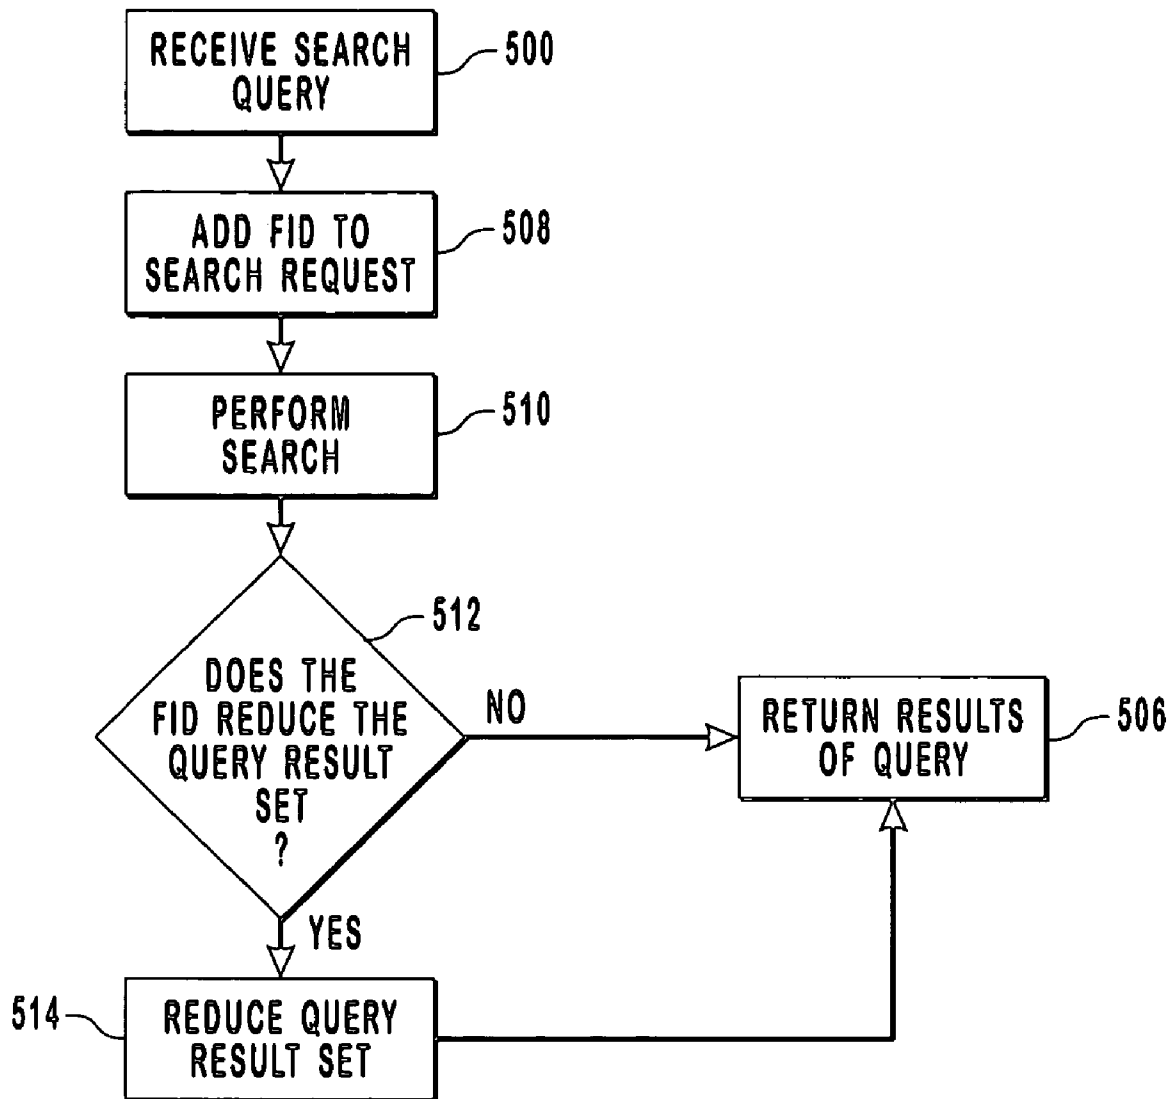 RECEIVE SEARCH
QUERY
500
ADD FID TO
SEARCH REQUEST
508
PERFORM
SEARCH
510
512
DOES THE
FID REDUCE THE
QUERY RESULT
SET
?
NO
RETURN RESULTS
OF QUERY
506
YES
514
REDUCE QUERY
RESULT SET